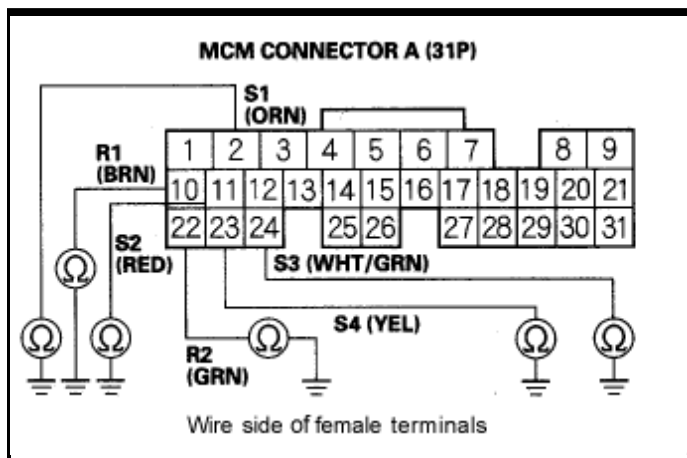 MCM CONNECTOR A (31P)
S1
(ORN)
R1
(BRN)
1 2 3 4 5 6 7 8 9
10 11 12 13 14 15 16 17 18 19 20 21
22 23 24 25 26 27 28 29 30 31
S2
(RED)
S3 (WHT/GRN)
S4 (YEL)
R2
(GRN)
Ω Ω Ω Ω Ω Ω
Wire side of female terminals